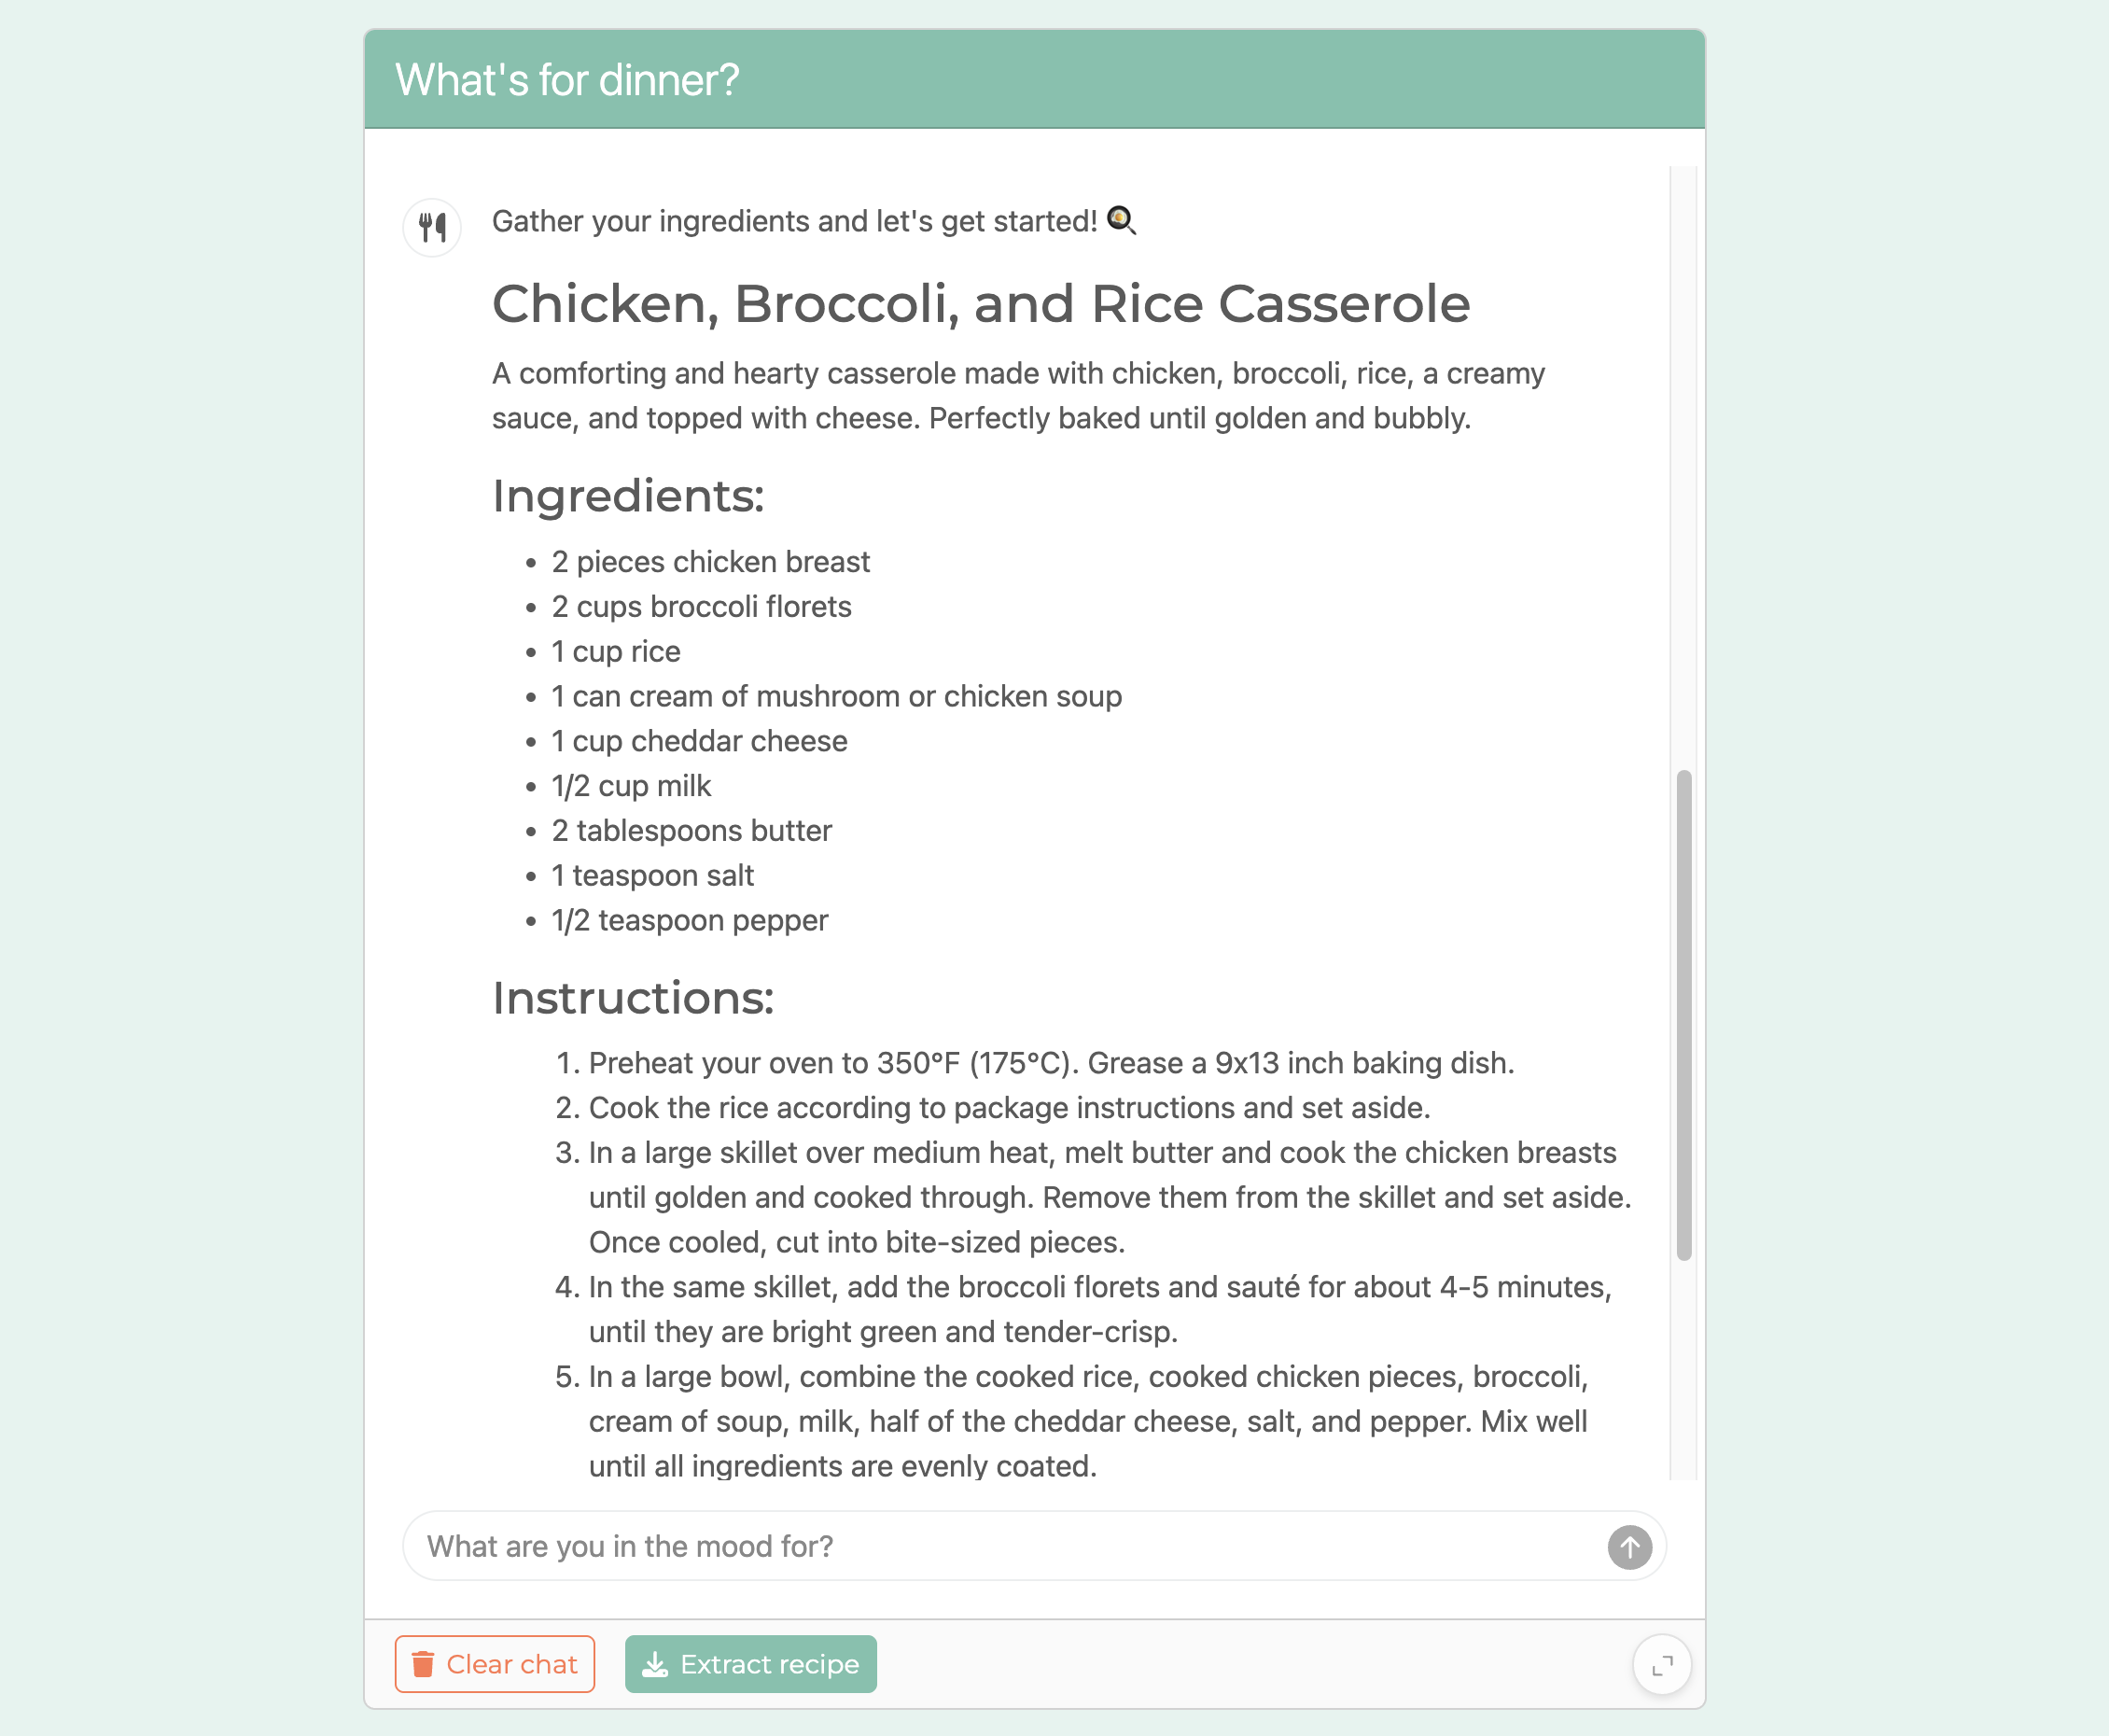 What's for dinner?
Gather your ingredients and let's get started! 🍳
Chicken, Broccoli, and Rice Casserole
A comforting and hearty casserole made with chicken, broccoli, rice, a creamy
sauce, and topped with cheese. Perfectly baked until golden and bubbly.
Ingredients:
• 2 pieces chicken breast
• 2 cups broccoli florets
• 1 cup rice
• 1 can cream of mushroom or chicken soup
• 1 cup cheddar cheese
• 1/2 cup milk
• 2 tablespoons butter
• 1 teaspoon salt
• 1/2 teaspoon pepper
Instructions:
1. Preheat your oven to 350°F (175°C). Grease a 9x13 inch baking dish.
2. Cook the rice according to package instructions and set aside.
3. In a large skillet over medium heat, melt butter and cook the chicken breasts
until golden and cooked through. Remove them from the skillet and set aside.
Once cooled, cut into bite-sized pieces.
4. In the same skillet, add the broccoli florets and sauté for about 4-5 minutes,
until they are bright green and tender-crisp.
5. In a large bowl, combine the cooked rice, cooked chicken pieces, broccoli,
cream of soup, milk, half of the cheddar cheese, salt, and pepper. Mix well
until all ingredients are evenly coated.
What are you in the mood for?
Clear chat
Extract recipe